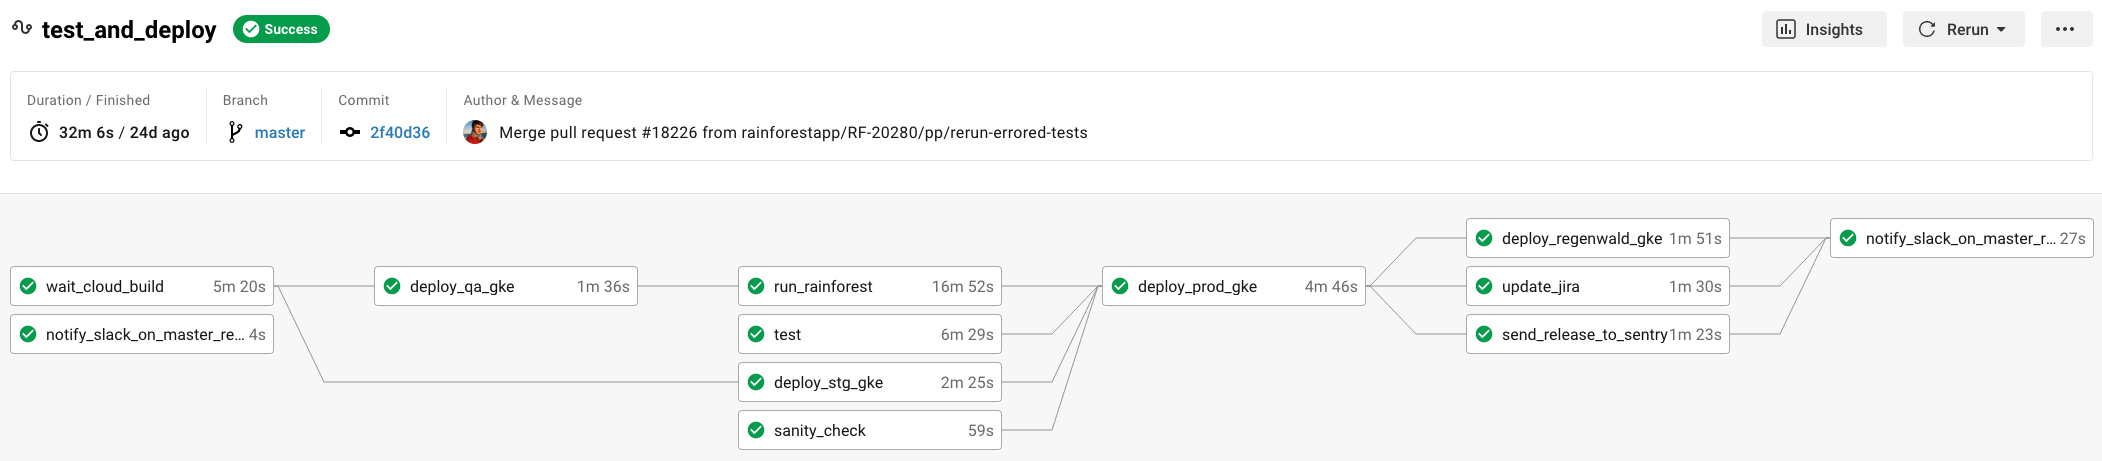 test_and_deploy Success Insights Rerun
Duration / Finished Branch Commit Author & Message
32m 6s / 24d ago master 2f40d36 Merge pull request #18226 from rainforestapp/RF-20280/pp/rerun-errored-tests
deploy_regenwald_gke 1m 51s notify_slack_on_master_r... 27s
wait_cloud_build 5m 20s deploy_qa_gke 1m 36s run_rainforest 16m 52s deploy_prod_gke 4m 46s update_jira 1m 30s
notify_slack_on_master_re... 4s test 6m 29s send_release_to_sentry 1m 23s
deploy_stg_gke 2m 25s
sanity_check 59s